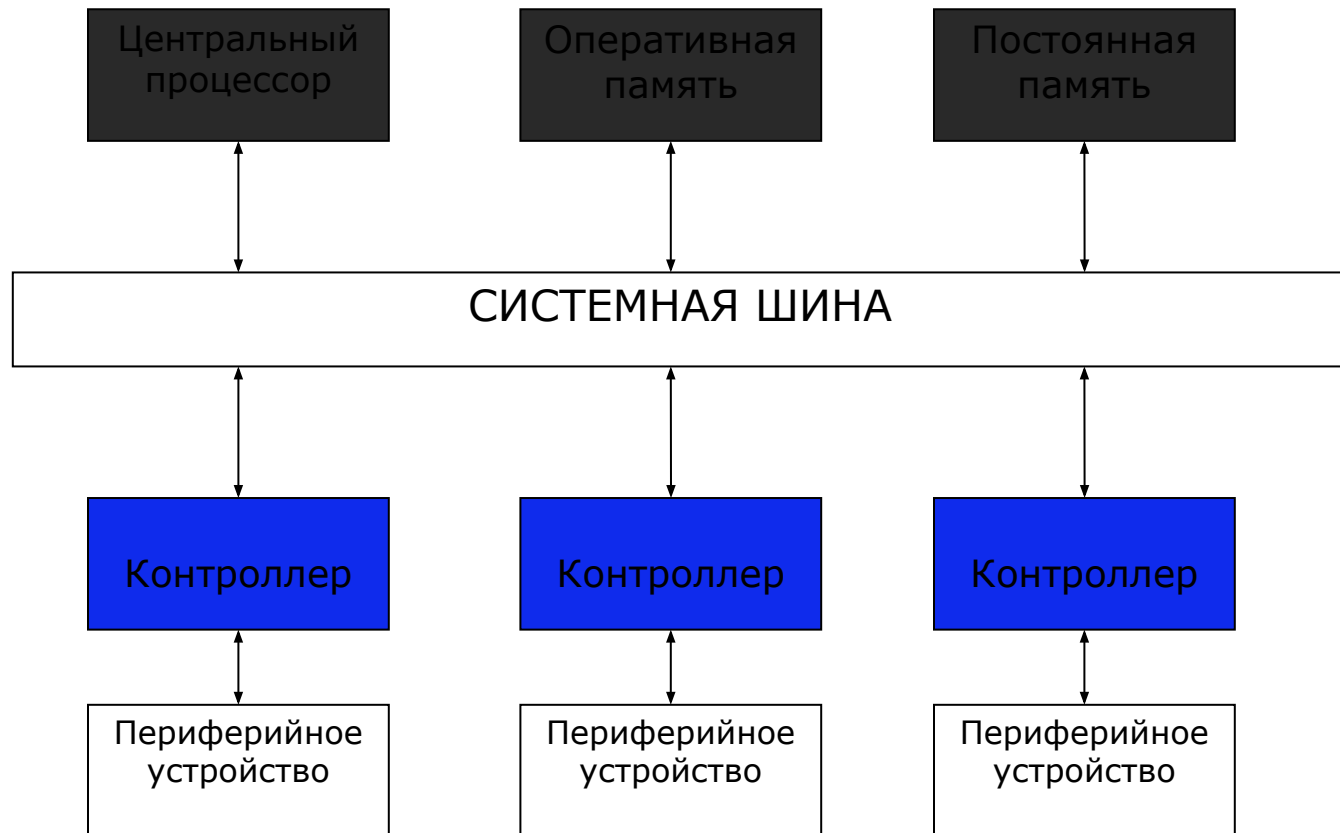 Центральный
процессор
Оперативная
память
Постоянная
память
СИСТЕМНАЯ ШИНА
Контроллер
Контроллер
Контроллер
Периферийное
устройство
Периферийное
устройство
Периферийное
устройство